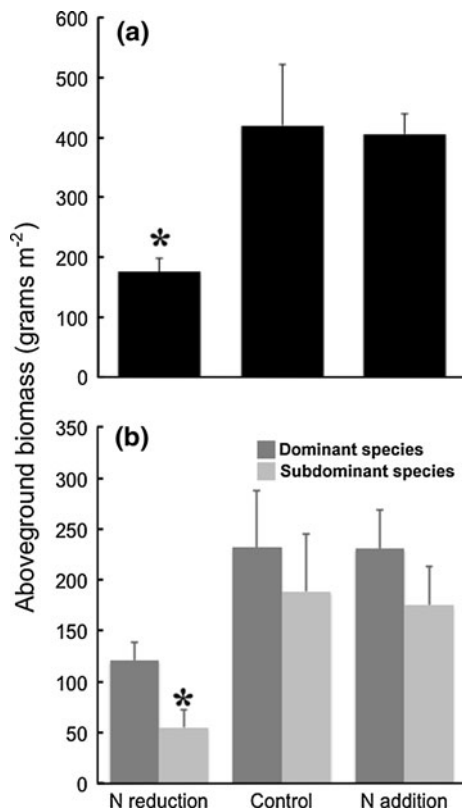 (a)
600
500
400
300
200
100
0
*
Aboveground biomass (grams m-2)
(b)
350
300
250
200
150
100
50
0
Dominant species
Subdominant species
*
N reduction Control N addition